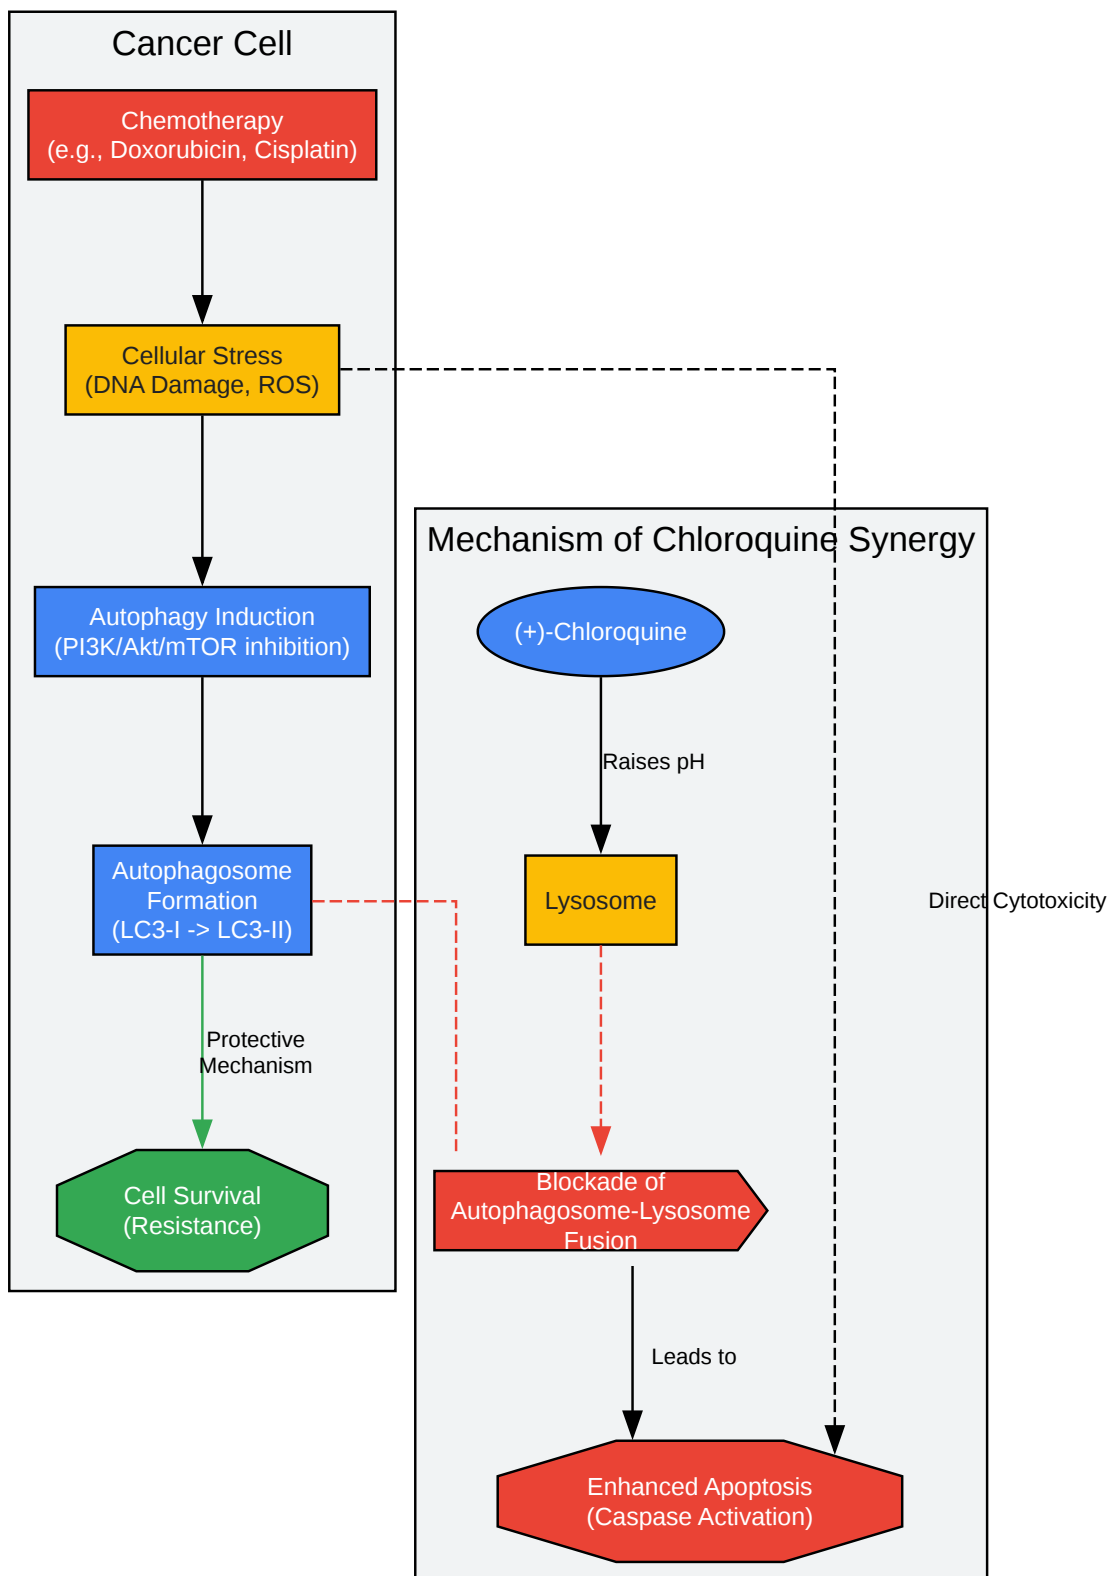 Cancer Cell
Chemotherapy
(e.g., Doxorubicin, Cisplatin)
Cellular Stress
(DNA Damage, ROS)
Autophagy Induction
(PI3K/Akt/mTOR inhibition)
Autophagosome
Formation
(LC3-I -> LC3-II)
Protective
Mechanism
Cell Survival
(Resistance)
Mechanism of Chloroquine Synergy
(+)-Chloroquine
Raises pH
Lysosome
Direct Cytotoxicity
Blockade of
Autophagosome-Lysosome
Fusion
Leads to
Enhanced Apoptosis
(Caspase Activation)